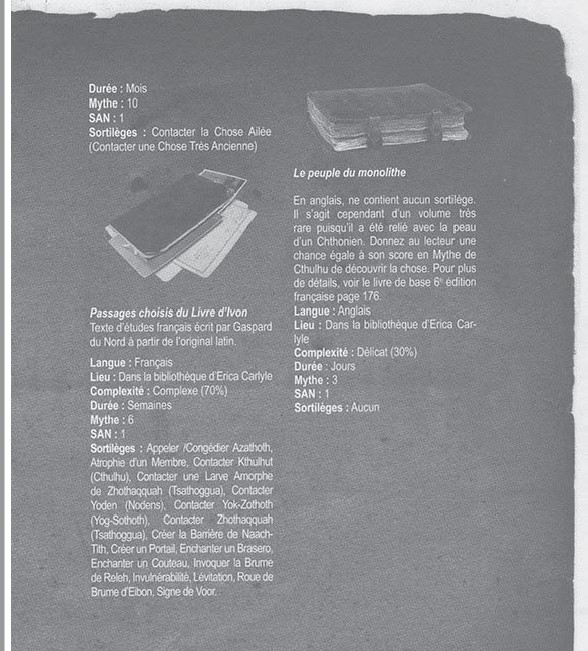 Durée : Mois
Mythe : 10
SAN : 1
Sortilèges : Contacter la Chose Ailée
(Contacter une Chose Très Ancienne)
Passages choisis du Livre d'Ivon
Texte d'études français écrit par Gaspard
du Nord à partir de l'original latin.
Langue : Français
Lieu : Dans la bibliothèque d'Erica Carlyle
Complexité : Complexe (70%)
Durée : Semaines
Mythe : 6
SAN : 1
Sortilèges : Appeler /Congédier Azathoth,
Atrophie d'un Membre, Contacter Kthulhut
(Cthulhu), Contacter une Larve Amorphe
de Zhothaqquah (Tsathoggua), Contacter
Yoden (Nodens), Contacter Yok-Zothoth
(Yog-Sothoth), Contacter Zhothaqquah
(Tsathoggua), Créer la Barrière de Naach-
Tith, Créer un Portail, Enchanter un Brasero,
Enchanter un Couteau, Invoquer la Brume
de Releh, Invulnérabilité, Lévitation, Roue de
Brume d'Eibon, Signe de Voor.
Le peuple du monolithe
En anglais, ne contient aucun sortilège.
Il s'agit cependant d'un volume très
rare puisqu'il a été relié avec la peau
d'un Chthonien. Donnez au lecteur une
chance égale à son score en Mythe de
Cthulhu de découvrir la chose. Pour plus
de détails, voir le livre de base 6e édition
française page 176.
Langue : Anglais
Lieu : Dans la bibliothèque d'Erica Car-
lyle
Complexité : Délicat (30%)
Durée : Jours
Mythe : 3
SAN : 1
Sortilèges : Aucun